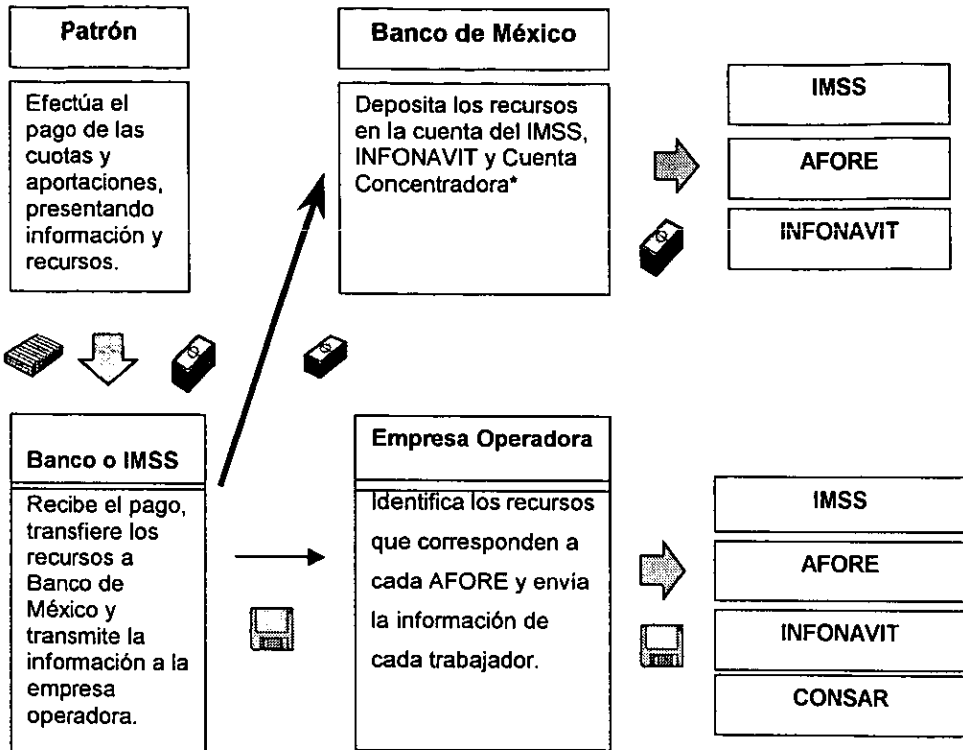 Patrón
Efectúa el
pago de las
cuotas y
aportaciones,
presentando
información y
recursos.
Banco de México
Deposita los recursos
en la cuenta del IMSS,
INFONAVIT y Cuenta
Concentradora*
IMSS
AFORE
INFONAVIT
Banco o IMSS
Recibe el pago,
transfiere los
recursos a
Banco de
México y
transmite la
información a la
empresa
operadora.
Empresa Operadora
Identifica los recursos
que corresponden a
cada AFORE y envía
la información de
cada trabajador.
IMSS
AFORE
INFONAVIT
CONSAR